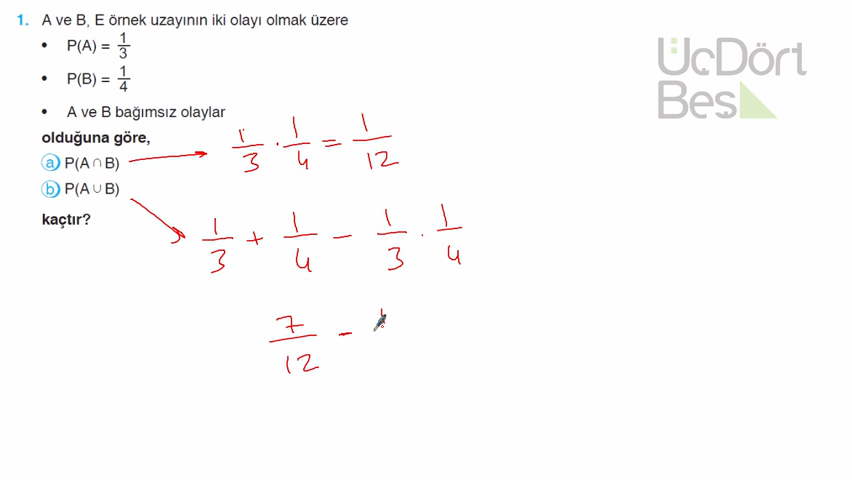 1. A ve B, E örnek uzayının iki olayı olmak üzere
• P(A) = 1/3
• P(B) = 1/4
• A ve B bağımsız olaylar
olduğuna göre,
a) P(A ∩ B)
b) P(A ∪ B)
kaçtır?
1/3 · 1/4 = 1/12
1/3 + 1/4 − 1/3 · 1/4
7/12 −
ÜçDört
Beş